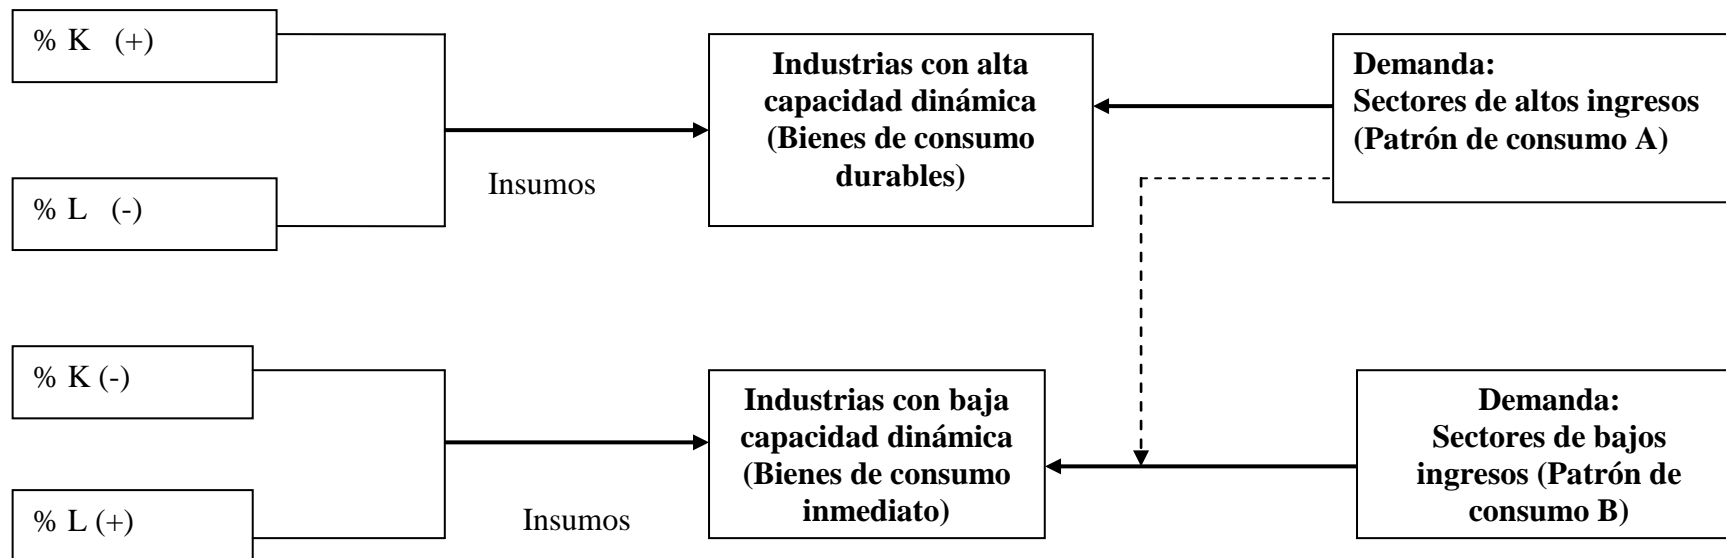 % K (+)
% L (-)
Insumos
Industrias con alta
capacidad dinámica
(Bienes de consumo
durables)
Demanda:
Sectores de altos ingresos
(Patrón de consumo A)
% K (-)
% L (+)
Insumos
Industrias con baja
capacidad dinámica
(Bienes de consumo
inmediato)
Demanda:
Sectores de bajos
ingresos (Patrón de
consumo B)